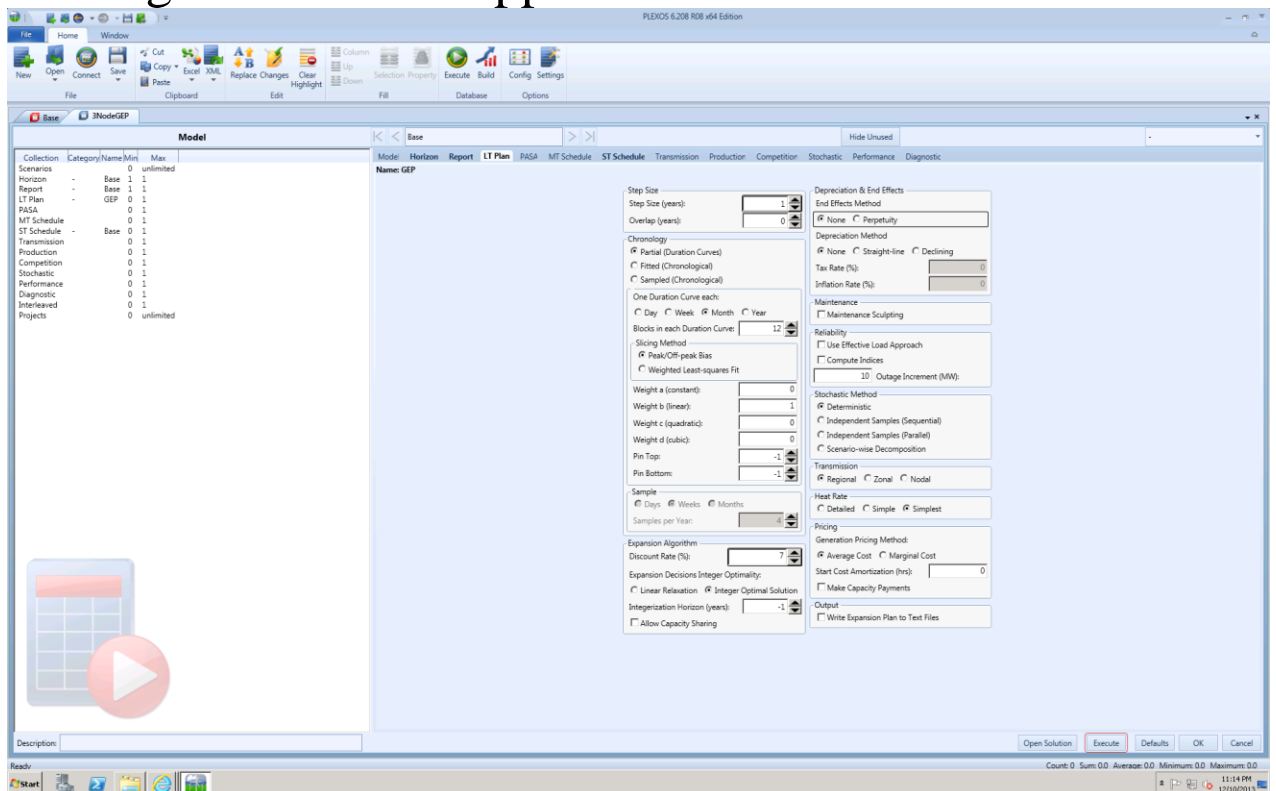 PLEXOS 6.208 R08 x64 Edition
File Home Window
New Open Connect Save Cut Copy Paste Excel XML Replace Changes Clear Highlight Column Up Down Selection Property Execute Build Config Settings
File Clipboard Edit Fill Database Options
Base 3NodeGEP
Model
Base
Hide Unused
-
Collection Category Name Min Max
Scenarios 0 unlimited
Horizon - Base 1 1
Report - Base 1 1
LT Plan - GEP 0 1
PASA 0 1
MT Schedule 0 1
ST Schedule - Base 0 1
Transmission 0 1
Production 0 1
Competition 0 1
Stochastic 0 1
Performance 0 1
Diagnostic 0 1
Interleaved 0 1
Projects 0 unlimited
Model Horizon Report LT Plan PASA MT Schedule ST Schedule Transmission Production Competition Stochastic Performance Diagnostic
Name: GEP
Step Size
Step Size (years): 1
Overlap (years): 0
Chronology
Partial (Duration Curves)
Fitted (Chronological)
Sampled (Chronological)
One Duration Curve each:
Day Week Month Year
Blocks in each Duration Curve: 12
Slicing Method
Peak/Off-peak Bias
Weighted Least-squares Fit
Weight a (constant): 0
Weight b (linear): 1
Weight c (quadratic): 0
Weight d (cubic): 0
Pin Top: -1
Pin Bottom: -1
Sample
Days Weeks Months
Samples per Year: 4
Expansion Algorithm
Discount Rate (%): 7
Expansion Decisions Integer Optimality:
Linear Relaxation Integer Optimal Solution
Integerization Horizon (years): -1
Allow Capacity Sharing
Depreciation & End Effects
End Effects Method
None Perpetuity
Depreciation Method
None Straight-line Declining
Tax Rate (%): 0
Inflation Rate (%): 0
Maintenance
Maintenance Sculpting
Reliability
Use Effective Load Approach
Compute Indices
10 Outage Increment (MW):
Stochastic Method
Deterministic
Independent Samples (Sequential)
Independent Samples (Parallel)
Scenario-wise Decomposition
Transmission
Regional Zonal Nodal
Heat Rate
Detailed Simple Simplest
Pricing
Generation Pricing Method:
Average Cost Marginal Cost
Start Cost Amortization (hrs): 0
Make Capacity Payments
Output
Write Expansion Plan to Text Files
Description:
Open Solution Execute Defaults OK Cancel
Ready
Count: 0 Sum: 0.0 Average: 0.0 Minimum: 0.0 Maximum: 0.0
Start
11:14 PM
12/10/2013